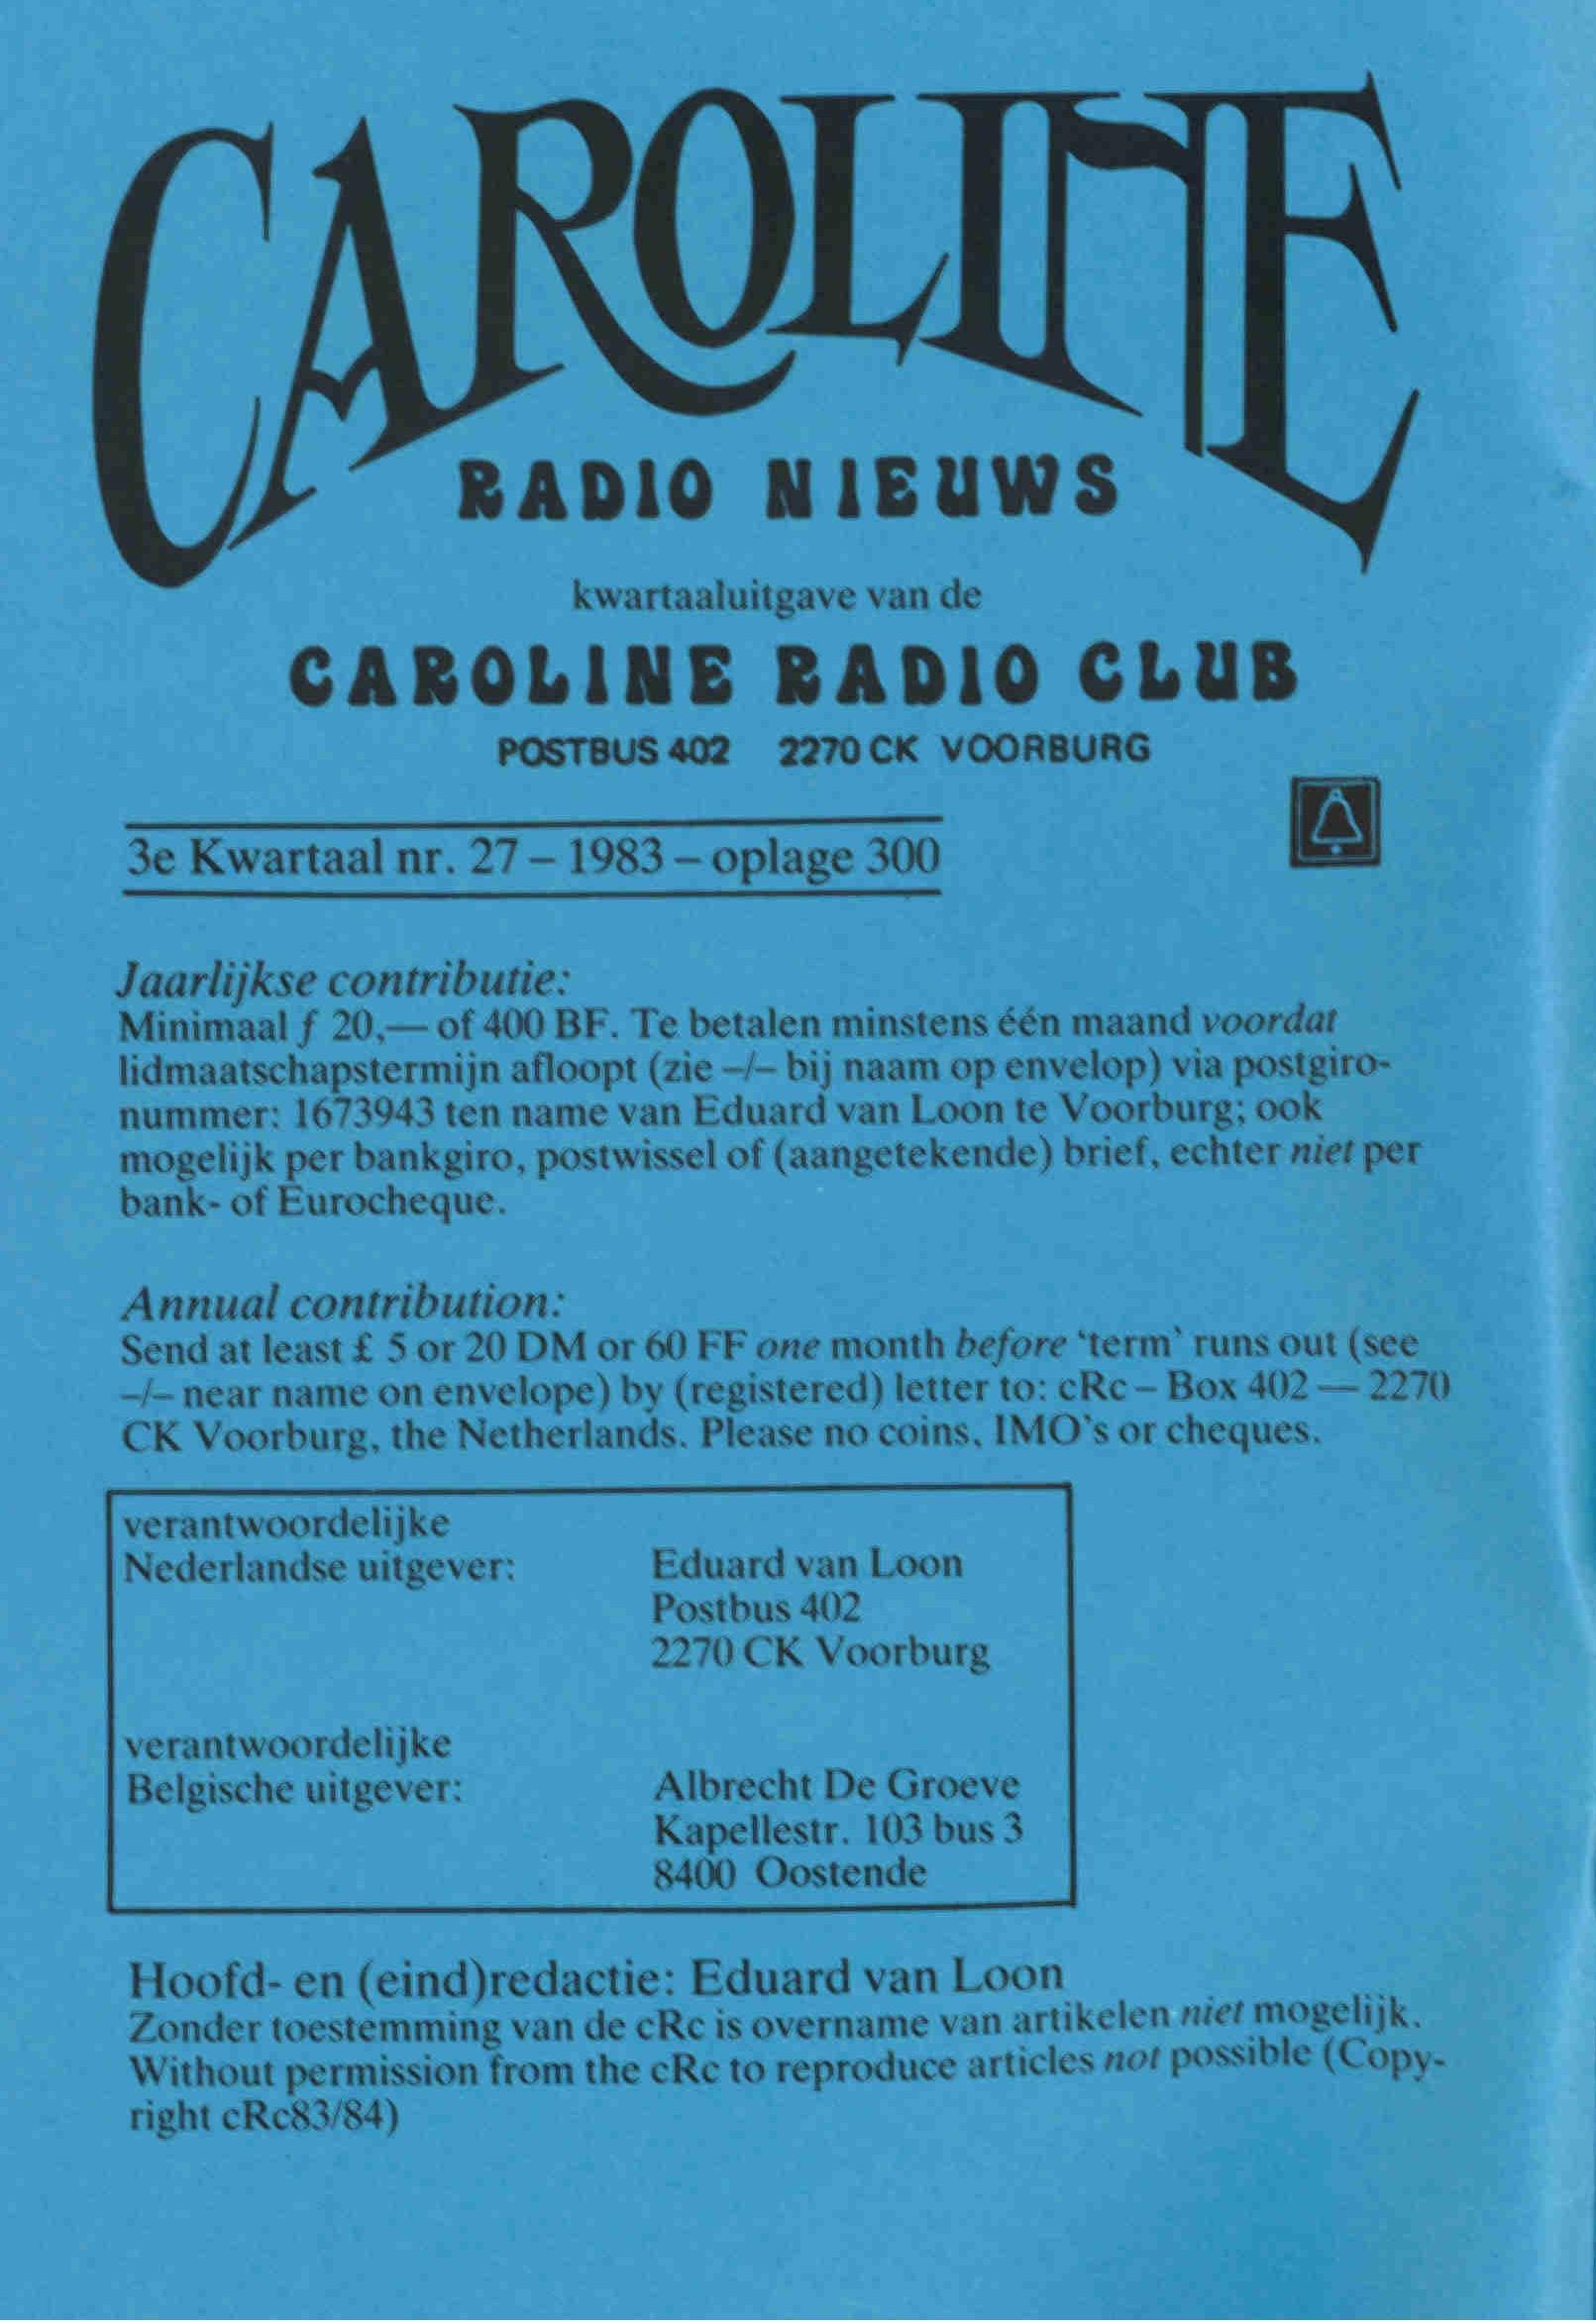 CAROLINE
RADIO NIEUWS
kwartaaluitgave van de
CAROLINE RADIO CLUB
POSTBUS 402 2270 CK VOORBURG
3e Kwartaal nr. 27 – 1983 – oplage 300
Jaarlijkse contributie:
Minimaal ƒ 20,— of 400 BF. Te betalen minstens één maand voordat
lidmaatschapstermijn afloopt (zie –/– bij naam op envelop) via postgiro-
nummer: 1673943 ten name van Eduard van Loon te Voorburg; ook
mogelijk per bankgiro, postwissel of (aangetekende) brief, echter niet per
bank- of Eurocheque.
Annual contribution:
Send at least £ 5 or 20 DM or 60 FF one month before ‘term’ runs out (see
–/– near name on envelope) by (registered) letter to: cRc – Box 402 — 2270
CK Voorburg, the Netherlands. Please no coins, IMO’s or cheques.
verantwoordelijke
Nederlandse uitgever: Eduard van Loon
Postbus 402
2270 CK Voorburg
verantwoordelijke
Belgische uitgever: Albrecht De Groeve
Kapellestr. 103 bus 3
8400 Oostende
Hoofd- en (eind)redactie: Eduard van Loon
Zonder toestemming van de cRc is overname van artikelen niet mogelijk.
Without permission from the cRc to reproduce articles not possible (Copy-
right cRc83/84)